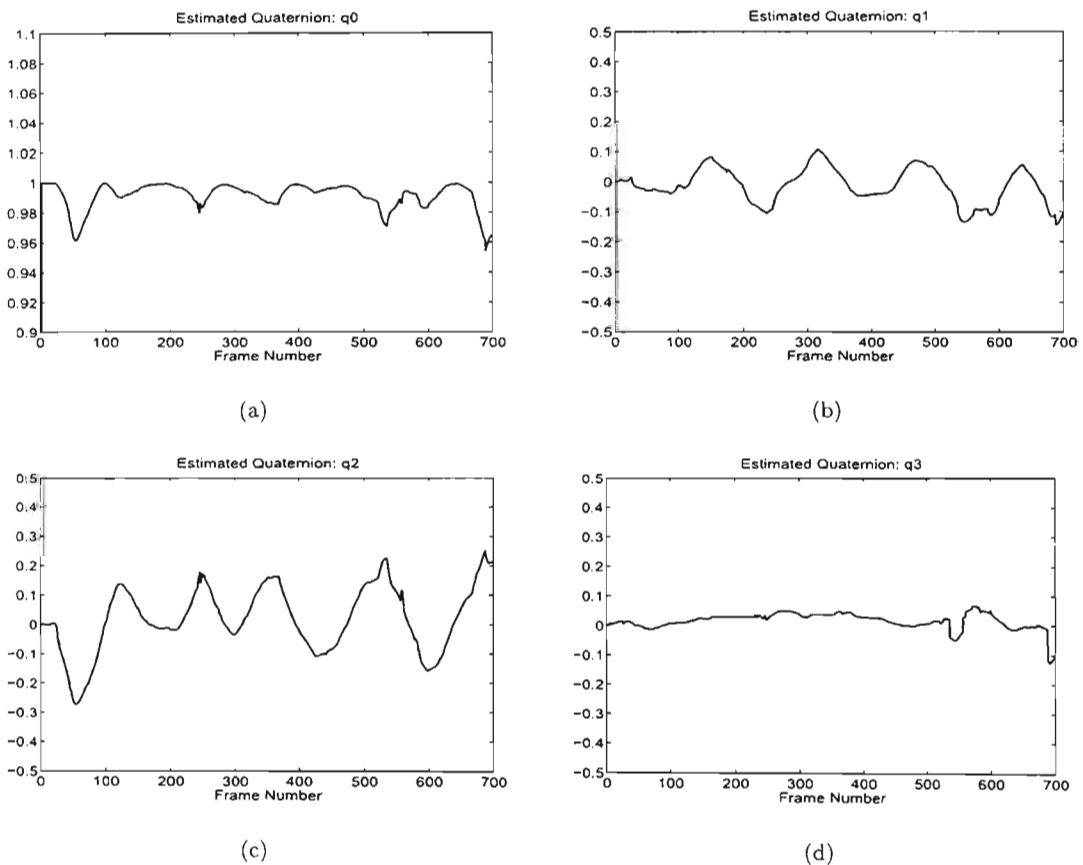 Estimated Quaternion: q0
1.1
1.08
1.06
1.04
1.02
1
0.98
0.96
0.94
0.92
0.9
0 100 200 300 400 500 600 700
Frame Number
(a)
Estimated Quaternion: q1
0.5
0.4
0.3
0.2
0.1
0
-0.1
-0.2
-0.3
-0.4
-0.5
0 100 200 300 400 500 600 700
Frame Number
(b)
Estimated Quaternion: q2
0.5
0.4
0.3
0.2
0.1
0
-0.1
-0.2
-0.3
-0.4
-0.5
0 100 200 300 400 500 600 700
Frame Number
(c)
Estimated Quaternion: q3
0.5
0.4
0.3
0.2
0.1
0
-0.1
-0.2
-0.3
-0.4
-0.5
0 100 200 300 400 500 600 700
Frame Number
(d)